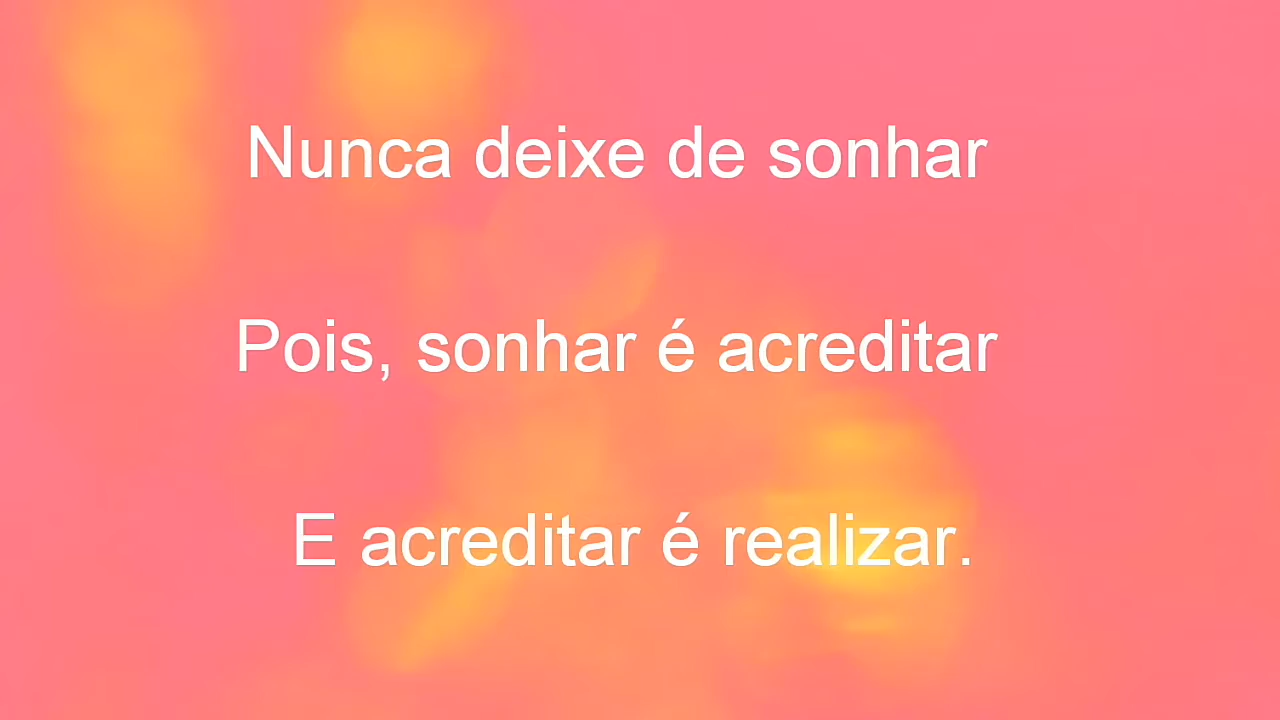 Nunca deixe de sonhar
Pois, sonhar é acreditar
E acreditar é realizar.